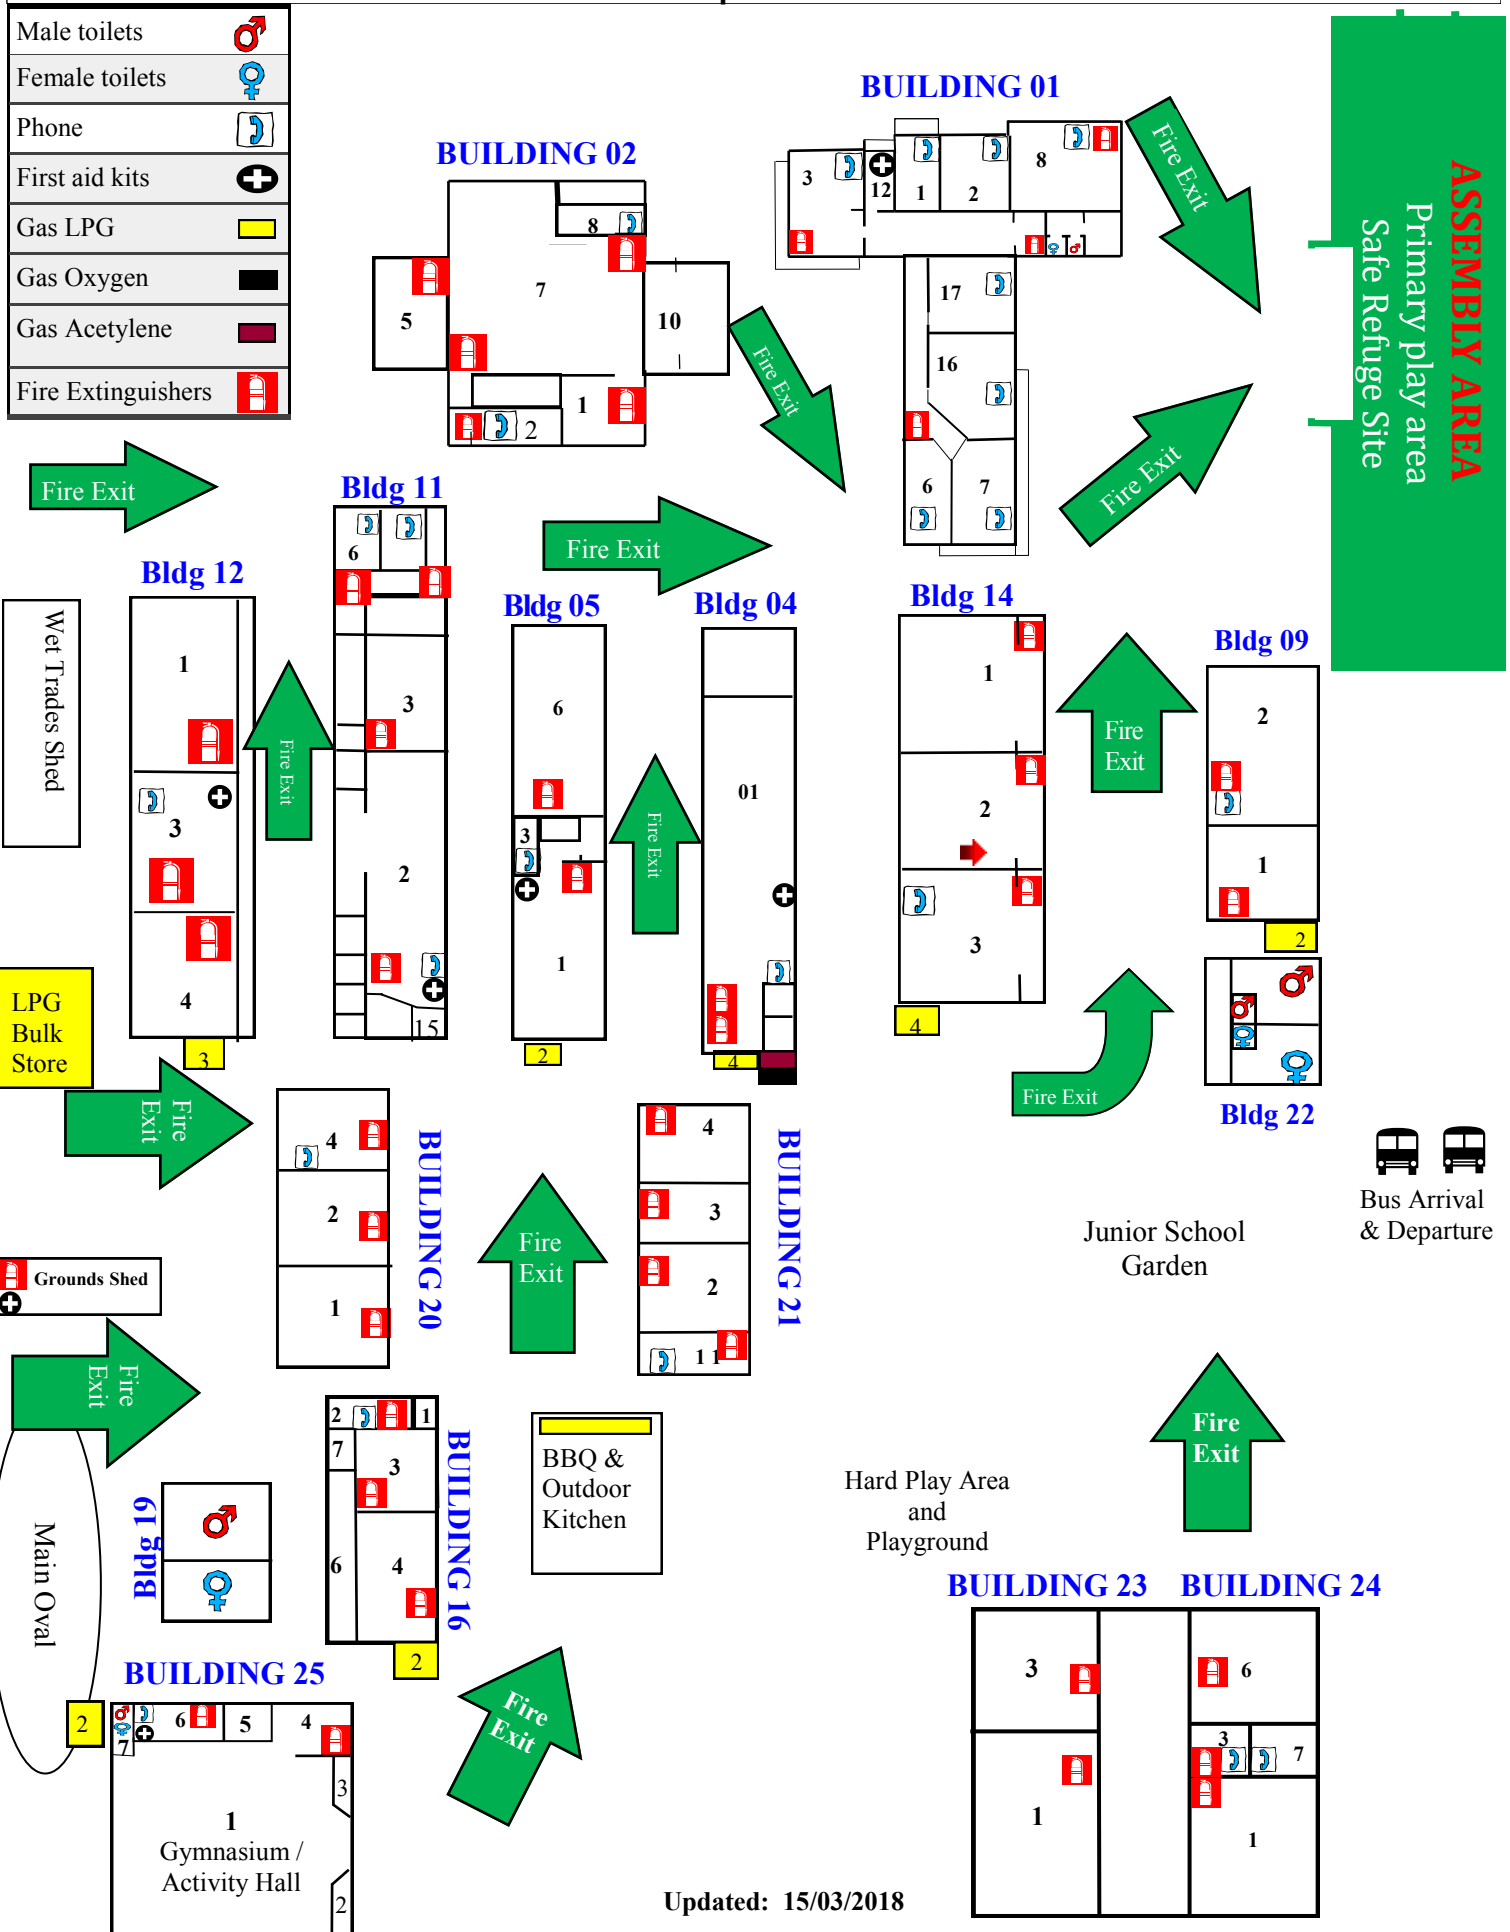 Male toilets
Female toilets
Phone
First aid kits
Gas LPG
Gas Oxygen
Gas Acetylene
Fire Extinguishers
ASSEMBLY AREA
Primary play area
Safe Refuge Site
BUILDING 01
3
12
1
2
8
17
16
6
7
Fire Exit
Fire Exit
BUILDING 02
8
7
5
10
1
2
Fire Exit
Fire Exit
Fire Exit
Bldg 11
6
3
2
15
Bldg 12
1
3
4
3
Wet Trades Shed
Fire Exit
LPG
Bulk
Store
Fire
Exit
Bldg 05
6
3
1
2
Fire Exit
Bldg 04
01
4
Bldg 14
1
2
3
4
Fire
Exit
Bldg 09
2
1
2
Bldg 22
Fire Exit
Bus Arrival
& Departure
Junior School
Garden
BUILDING 20
4
2
1
Fire
Exit
BUILDING 21
4
3
2
11
Grounds Shed
Fire
Exit
Main Oval
Bldg 19
BUILDING 16
2
1
7
3
6
4
2
BBQ &
Outdoor
Kitchen
Hard Play Area
and
Playground
Fire
Exit
BUILDING 23
3
1
BUILDING 24
6
3
7
1
BUILDING 25
2
7
6
5
4
3
1
Gymnasium /
Activity Hall
2
Fire
Exit
Updated: 15/03/2018